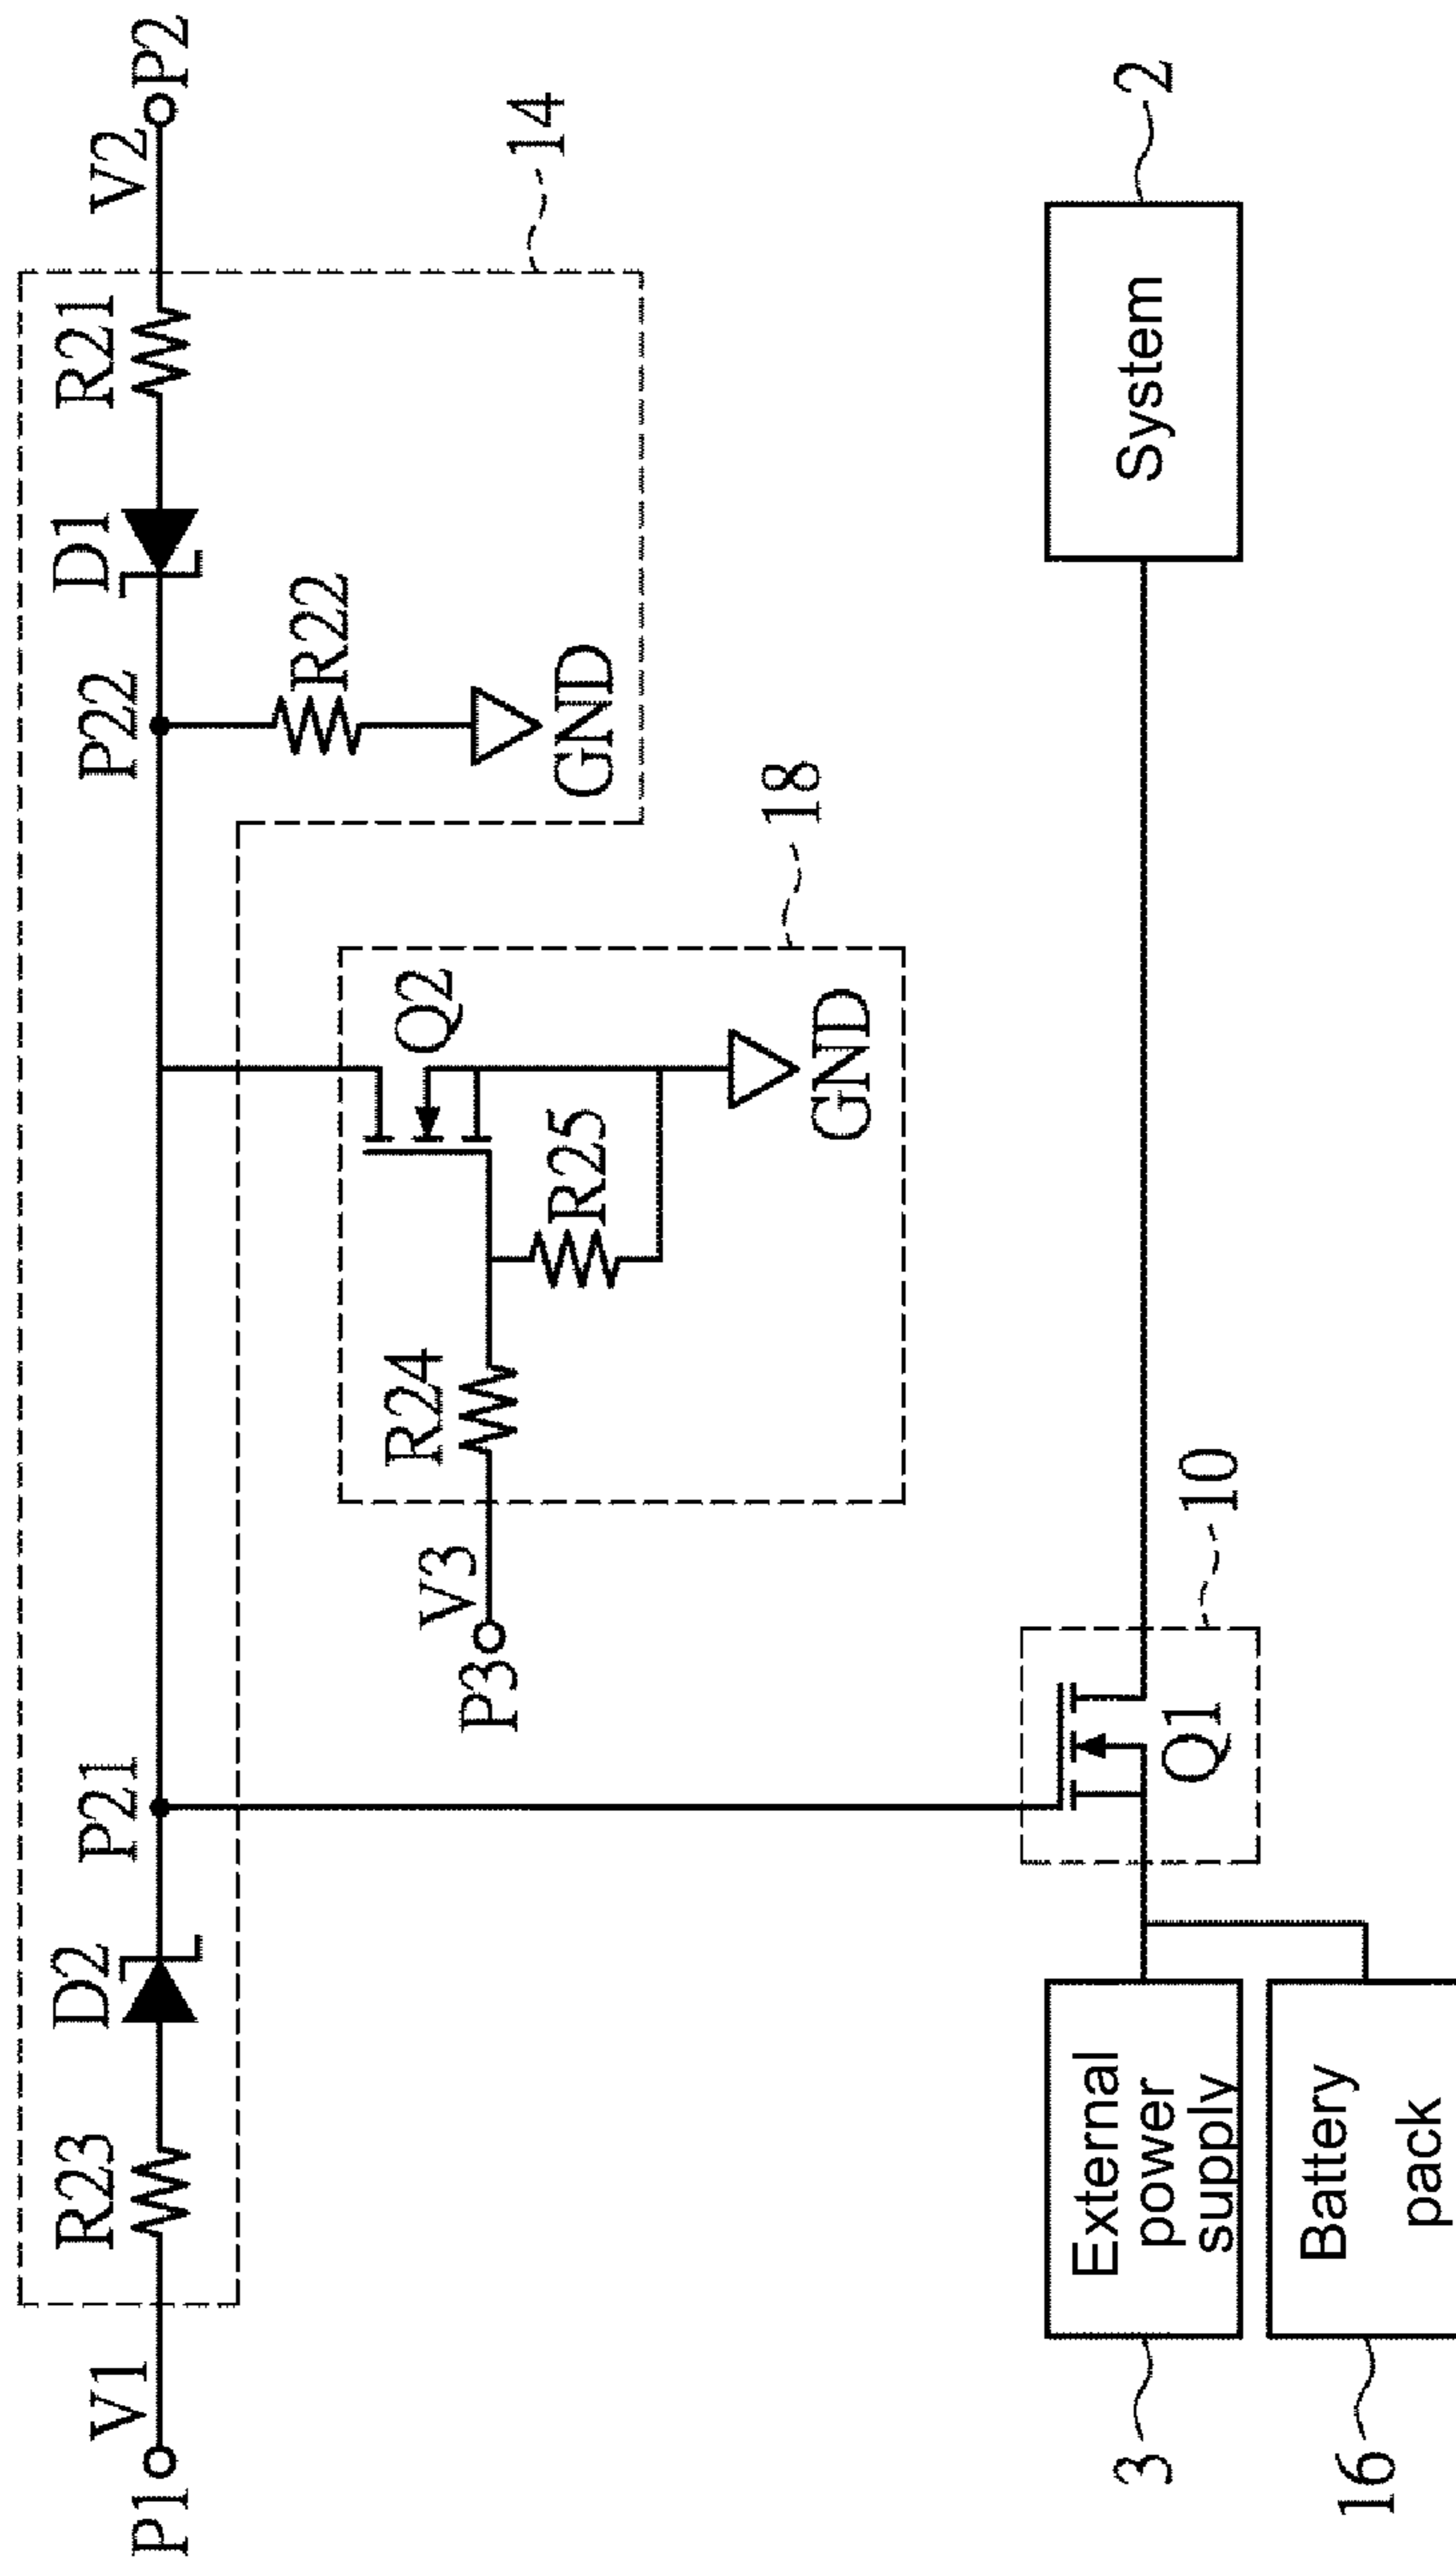 P1
V1
R23
D2
P21
P22
D1
R21
V2
P2
R22
GND
14
P3
V3
R24
R25
Q2
GND
18
10
Q1
3
External
power
supply
System
2
16
Battery
pack